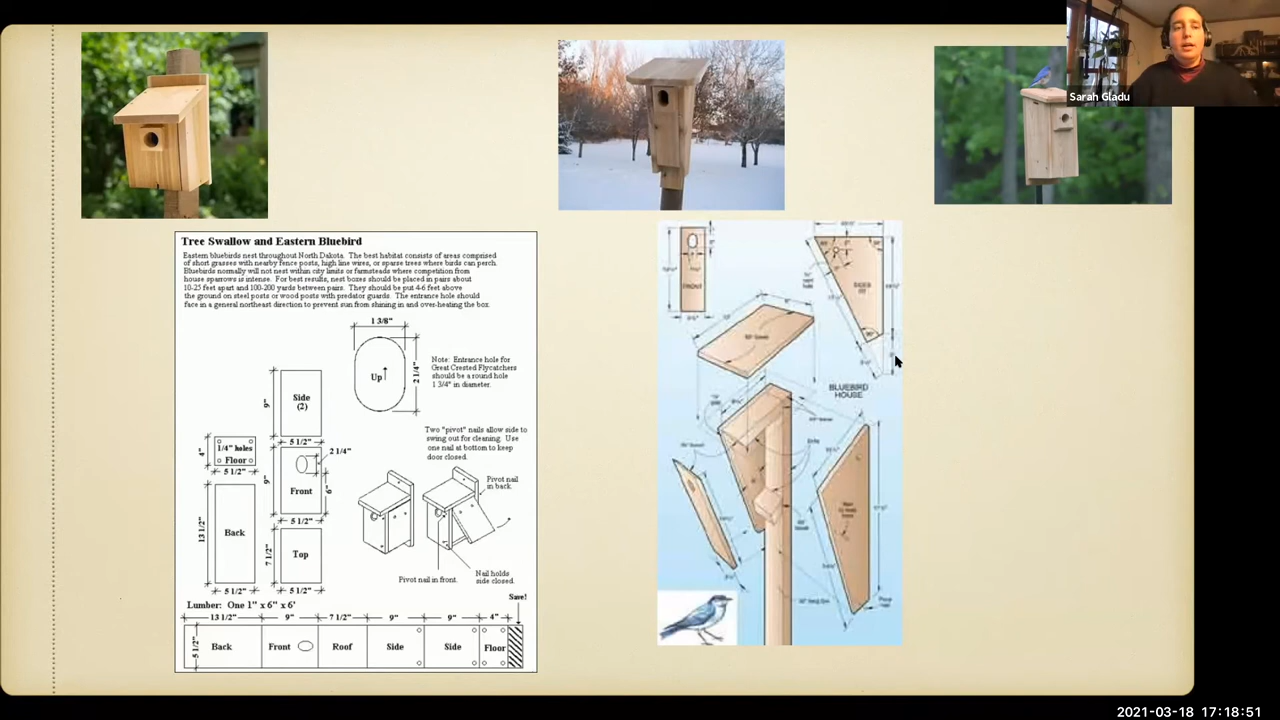 Sarah Gladu
Tree Swallow and Eastern Bluebird
Eastern bluebirds nest throughout North Dakota. The best habitat consists of areas comprised
of short grasses with nearby fence posts, high line wires, or sparse trees where birds can perch.
Bluebirds normally will not nest within city limits or farmsteads where competition from
house sparrows is intense. For best results, nest boxes should be placed in pairs about
10-25 feet apart and 100-200 yards between pairs. They should be put 4-6 feet above
the ground on steel posts or wood posts with predator guards. The entrance hole should
face in a general northeast direction to prevent sun from shining in and over-heating the box.
1 3/8"
Up
2 1/4"
Note: Entrance hole for
Great Crested Flycatchers
should be a round hole
1 3/4" in diameter.
Side
(2)
9"
5 1/2"
Two "pivot" nails allow side to
swing out for cleaning. Use
one nail at bottom to keep
door closed.
1/4" holes
Floor
4"
5 1/2"
2 1/4"
Front
9"
6"
5 1/2"
Back
13 1/2"
5 1/2"
Top
7 1/2"
5 1/2"
Pivot nail
in back.
Pivot nail in front.
Nail holds
side closed.
Lumber: One 1" x 6" x 6'
Save!
13 1/2"
9"
7 1/2"
9"
9"
4"
5 1/2"
Back
Front
Roof
Side
Side
Floor
FRONT
BLUEBIRD
HOUSE
2021-03-18 17:18:51